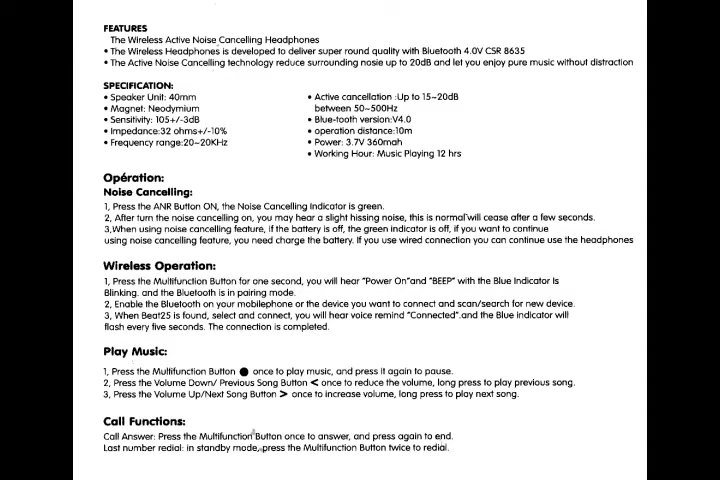 FEATURES
The Wireless Active Noise Cancelling Headphones
• The Wireless Headphones is developed to deliver super round quality with Bluetooth 4.0V CSR 8635
• The Active Noise Cancelling technology reduce surrounding nosie up to 20dB and let you enjoy pure music without distraction
SPECIFICATION:
• Speaker Unit: 40mm
• Magnet: Neodymium
• Sensitivity: 105+/-3dB
• Impedance:32 ohms+/-10%
• Frequency range:20~20KHz
• Active cancellation :Up to 15~20dB
between 50~500Hz
• Blue-tooth version:V4.0
• operation distance:10m
• Power: 3.7V 360mah
• Working Hour: Music Playing 12 hrs
Opération:
Noise Cancelling:
1, Press the ANR Button ON, the Noise Cancelling Indicator is green.
2, After turn the noise cancelling on, you may hear a slight hissing noise, this is normal will cease after a few seconds.
3,When using noise cancelling feature, if the battery is off, the green indicator is off, if you want to continue
using noise cancelling feature, you need charge the battery. If you use wired connection you can continue use the headphones
Wireless Operation:
1, Press the Multifunction Button for one second, you will hear "Power On"and "BEEP" with the Blue Indicator Is
Blinking. and the Bluetooth is in pairing mode.
2, Enable the Bluetooth on your mobilephone or the device you want to connect and scan/search for new device.
3, When Beat25 is found, select and connect, you will hear voice remind "Connected".and the Blue indicator will
flash every five seconds. The connection is completed.
Play Music:
1, Press the Multifunction Button ● once to play music, and press it again to pause.
2, Press the Volume Down/ Previous Song Button < once to reduce the volume, long press to play previous song.
3, Press the Volume Up/Next Song Button > once to increase volume, long press to play next song.
Call Functions:
Call Answer: Press the Multifunction Button once to answer, and press again to end.
Last number redial: in standby mode, press the Multifunction Button twice to redial.